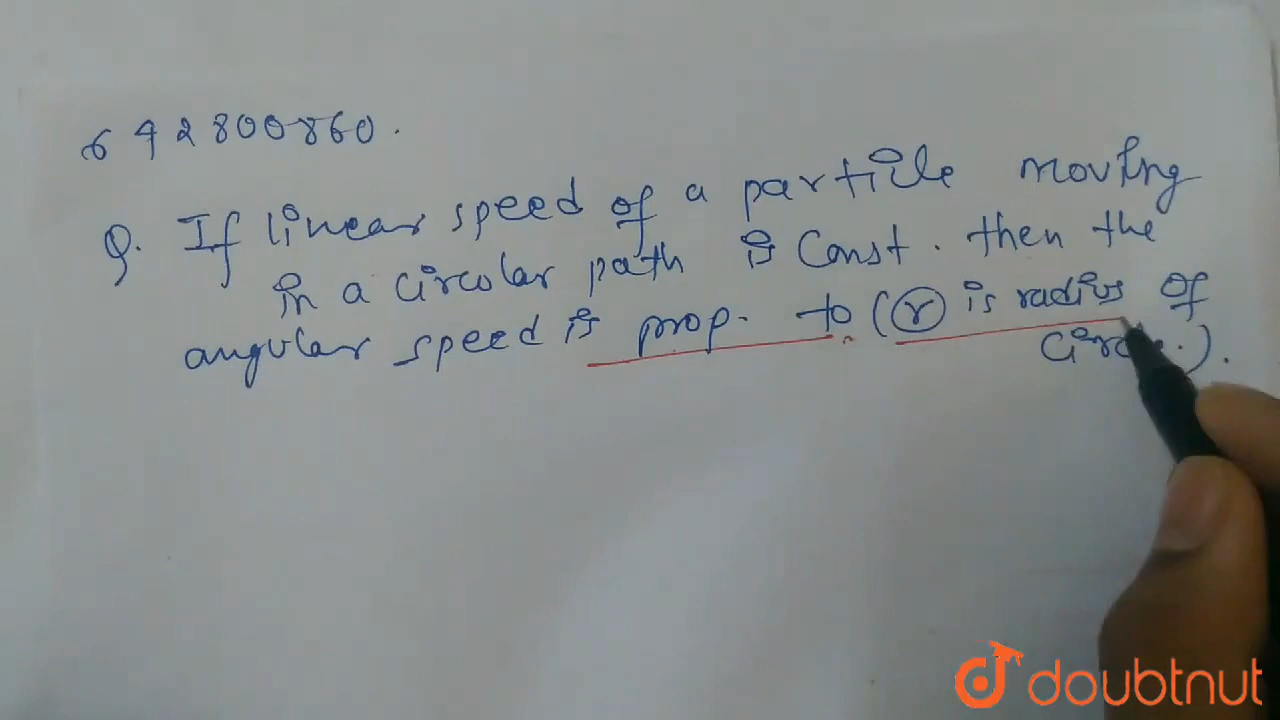 642800860.
Q. If linear speed of a particle moving
in a circular path is const. then the
angular speed is prop. to (r is radius of
doubtnut